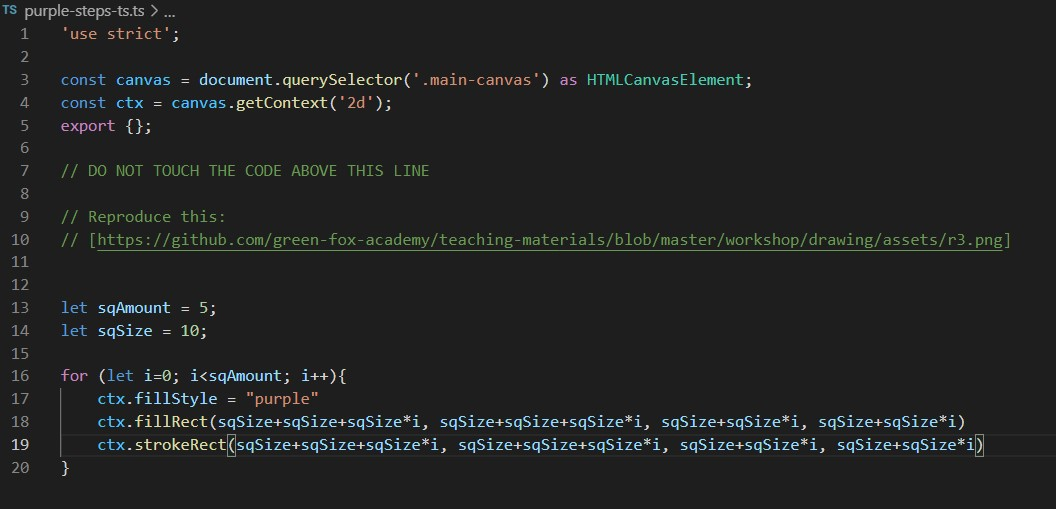 TS purple-steps-ts.ts > ...
1 'use strict';
2
3 const canvas = document.querySelector('.main-canvas') as HTMLCanvasElement;
4 const ctx = canvas.getContext('2d');
5 export {};
6
7 // DO NOT TOUCH THE CODE ABOVE THIS LINE
8
9 // Reproduce this:
10 // [https://github.com/green-fox-academy/teaching-materials/blob/master/workshop/drawing/assets/r3.png]
11
12
13 let sqAmount = 5;
14 let sqSize = 10;
15
16 for (let i=0; i<sqAmount; i++){
17     ctx.fillStyle = "purple"
18     ctx.fillRect(sqSize+sqSize+sqSize*i, sqSize+sqSize+sqSize*i, sqSize+sqSize*i, sqSize+sqSize*i)
19     ctx.strokeRect(sqSize+sqSize+sqSize*i, sqSize+sqSize+sqSize*i, sqSize+sqSize*i, sqSize+sqSize*i)
20 }